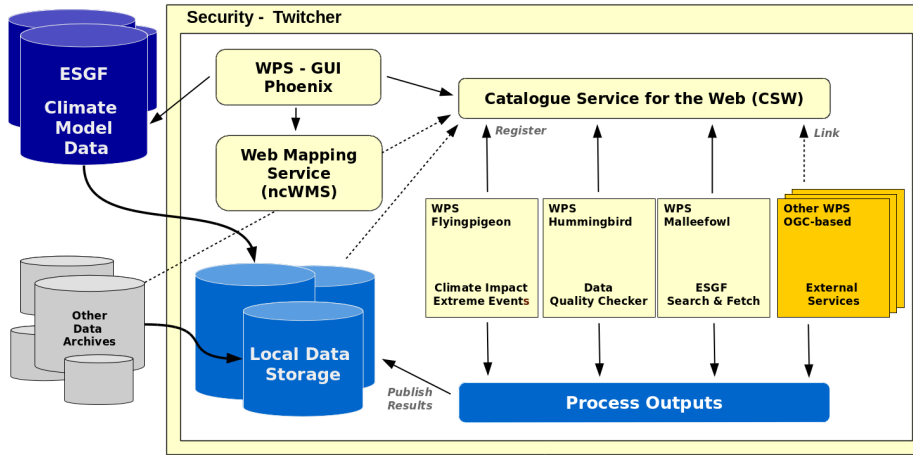 Security - Twitcher
ESGF
Climate
Model
Data
WPS - GUI
Phoenix
Catalogue Service for the Web (CSW)
Register
Link
Web Mapping
Service
(ncWMS)
WPS
Flyingpigeon
Climate Impact
Extreme Events
WPS
Hummingbird
Data
Quality Checker
WPS
Malleefowl
ESGF
Search & Fetch
Other WPS
OGC-based
External
Services
Other
Data
Archives
Local Data
Storage
Publish
Results
Process Outputs